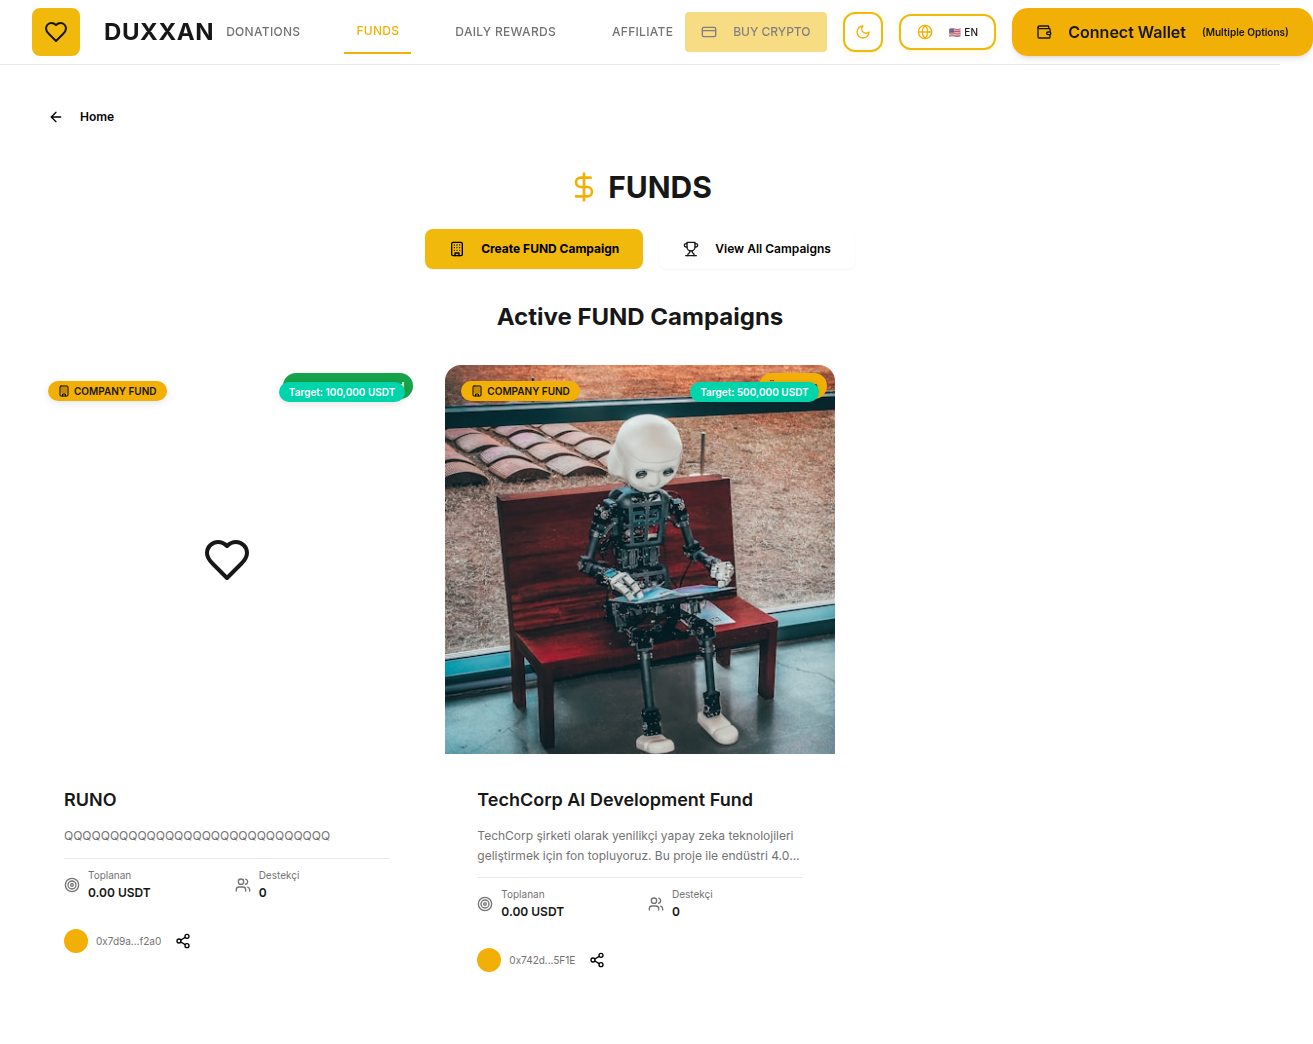 DUXXAN
DONATIONS
FUNDS
DAILY REWARDS
AFFILIATE
BUY CRYPTO
🇺🇸 EN
Connect Wallet (Multiple Options)
Home
FUNDS
Create FUND Campaign
View All Campaigns
Active FUND Campaigns
COMPANY FUND
Target: 100,000 USDT
RUNO
QQQQQQQQQQQQQQQQQQQQQQQQQQQQQ
Toplanan
0.00 USDT
Destekçi
0
0x7d9a...f2a0
COMPANY FUND
Target: 500,000 USDT
TechCorp AI Development Fund
TechCorp şirketi olarak yenilikçi yapay zeka teknolojileri
geliştirmek için fon topluyoruz. Bu proje ile endüstri 4.0...
Toplanan
0.00 USDT
Destekçi
0
0x742d...5F1E